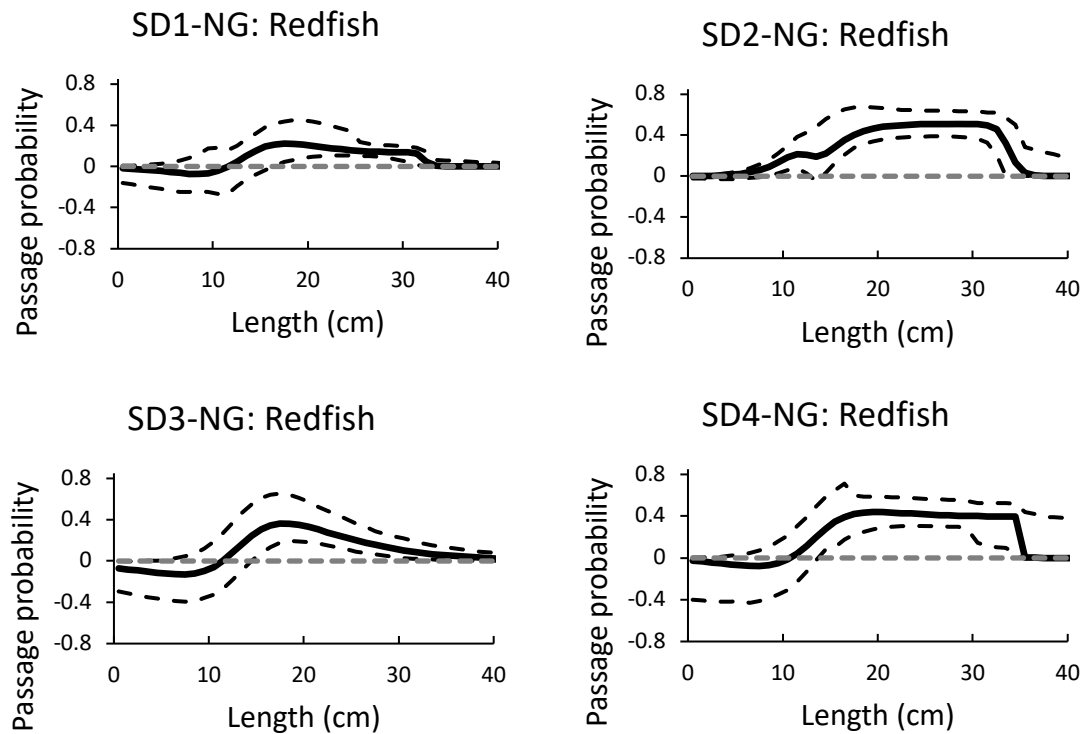 SD1-NG: Redfish
Passage probability
0.8
0.4
0
-0.4
-0.8
0 10 20 30 40
Length (cm)
SD2-NG: Redfish
Passage probability
0.8
0.4
0
-0.4
-0.8
0 10 20 30 40
Length (cm)
SD3-NG: Redfish
Passage probability
0.8
0.4
0
-0.4
-0.8
0 10 20 30 40
Length (cm)
SD4-NG: Redfish
Passage probability
0.8
0.4
0
-0.4
-0.8
0 10 20 30 40
Length (cm)